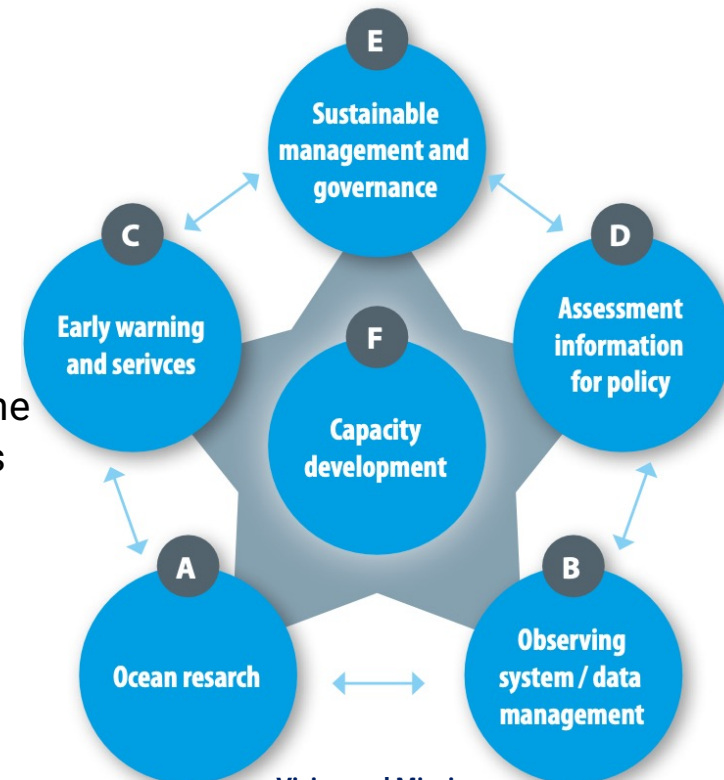 E
Sustainable
management and
governance
C
Early warning
and serivces
D
Assessment
information
for policy
F
Capacity
development
A
Ocean resarch
B
Observing
system / data
management